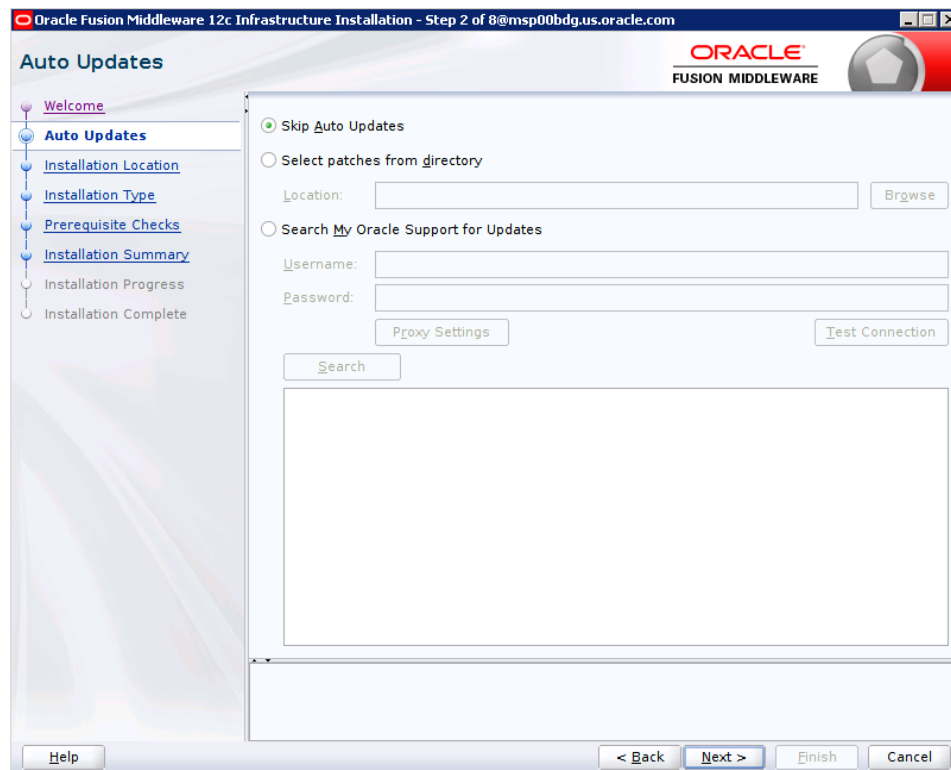 Oracle Fusion Middleware 12c Infrastructure Installation - Step 2 of 8@msp00bdg.us.oracle.com
Auto Updates
ORACLE
FUSION MIDDLEWARE
Welcome
Auto Updates
Installation Location
Installation Type
Prerequisite Checks
Installation Summary
Installation Progress
Installation Complete
Skip Auto Updates
Select patches from directory
Location:
Browse
Search My Oracle Support for Updates
Username:
Password:
Proxy Settings
Test Connection
Search
Help
< Back
Next >
Finish
Cancel